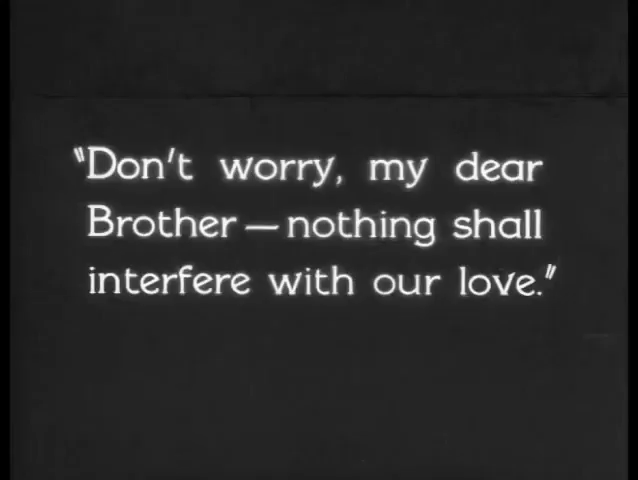 "Don't worry, my dear
Brother — nothing shall
interfere with our love."